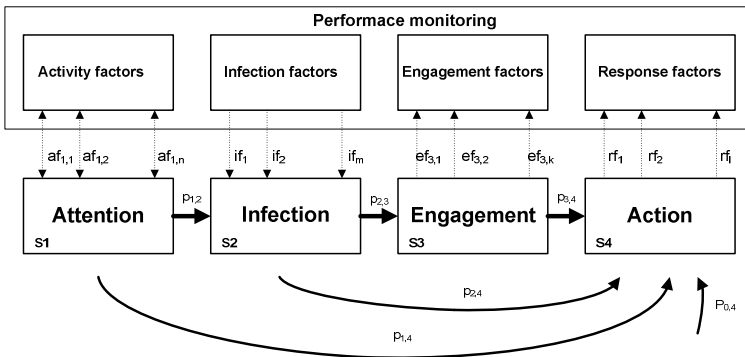 Performace monitoring
Activity factors
Infection factors
Engagement factors
Response factors
af1,1 af1,2 af1,n if1 if2 ifm ef3,1 ef3,2 ef3,k rf1 rf2 rfl
Attention
S1
p1,2
Infection
S2
p2,3
Engagement
S3
p3,4
Action
S4
p2,4
p1,4
P0,4